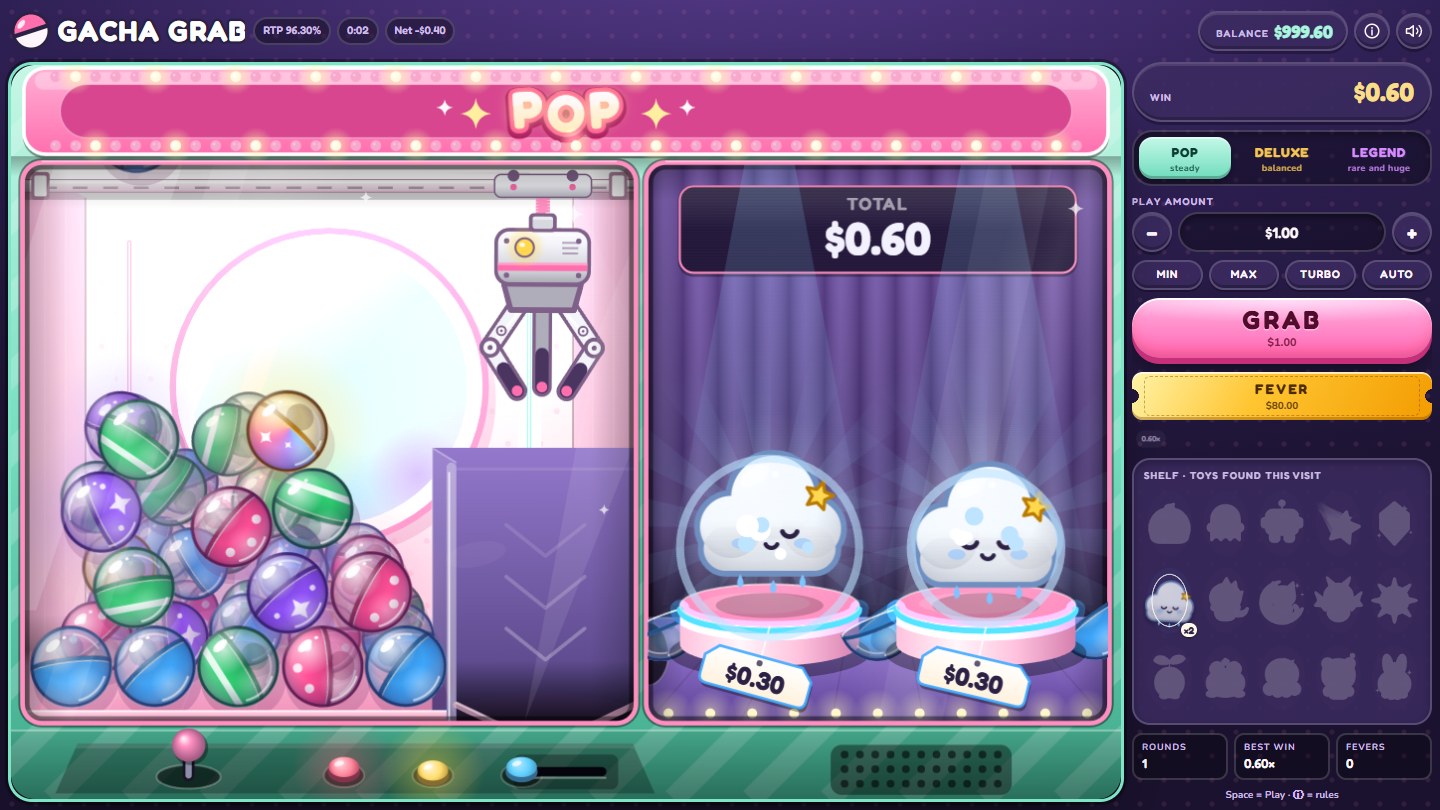 GACHA GRAB
RTP 96.30%
0:02
Net -$0.40
BALANCE $999.60
POP
TOTAL
$0.60
$0.30
$0.30
WIN
$0.60
POP
steady
DELUXE
balanced
LEGEND
rare and huge
PLAY AMOUNT
−
$1.00
+
MIN
MAX
TURBO
AUTO
GRAB
$1.00
FEVER
$80.00
0.60x
SHELF · TOYS FOUND THIS VISIT
x2
ROUNDS
1
BEST WIN
0.60x
FEVERS
0
Space = Play · ⓘ = rules